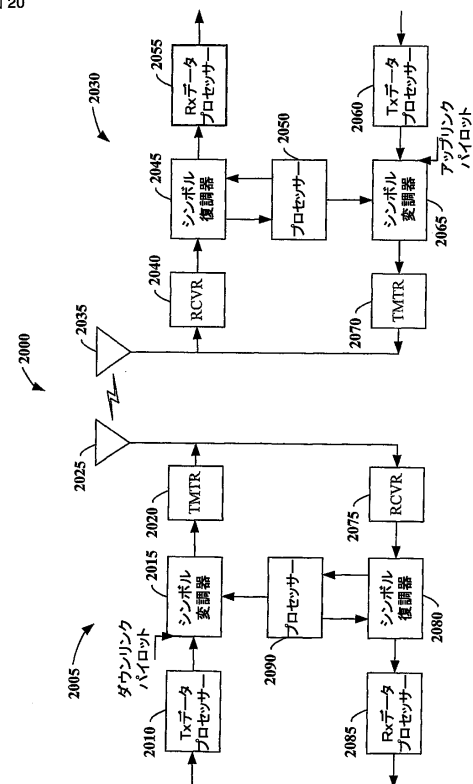 20
2000
2005
2030
2025
2035
ダウンリンク
パイロット
2010
Txデータ
プロセッサー
2015
シンボル
変調器
2020
TMTR
2040
RCVR
2045
シンボル
復調器
2055
Rxデータ
プロセッサー
2090
プロセッサー
2050
プロセッサー
2085
Rxデータ
プロセッサー
2080
シンボル
復調器
2075
RCVR
2070
TMTR
2065
シンボル
変調器
2060
Txデータ
プロセッサー
アップリンク
パイロット